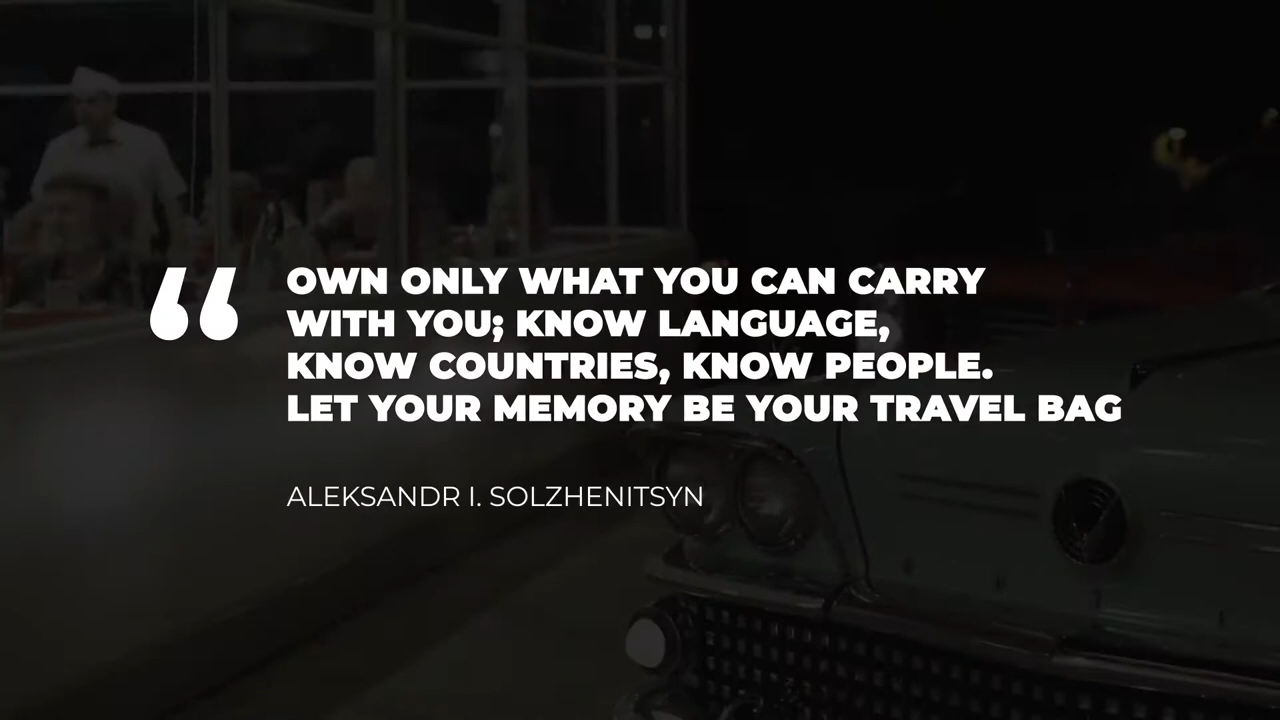 “
OWN ONLY WHAT YOU CAN CARRY
WITH YOU; KNOW LANGUAGE,
KNOW COUNTRIES, KNOW PEOPLE.
LET YOUR MEMORY BE YOUR TRAVEL BAG
ALEKSANDR I. SOLZHENITSYN